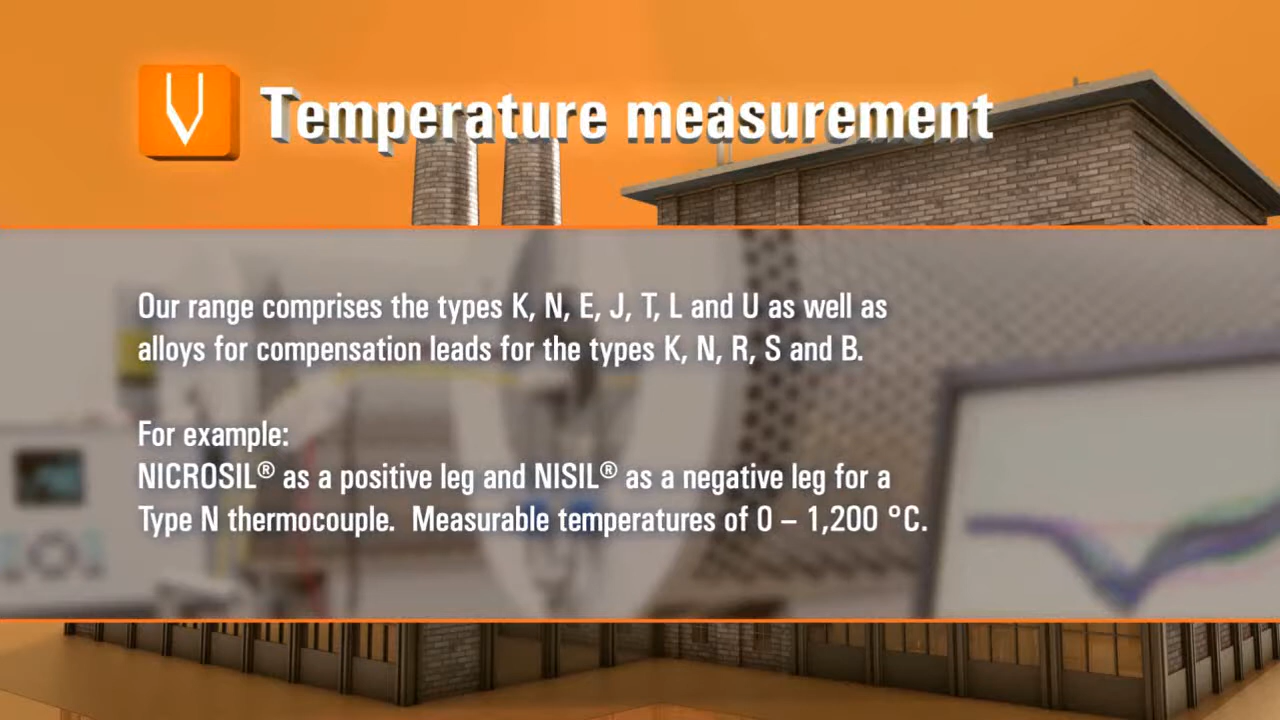 Temperature measurement
Our range comprises the types K, N, E, J, T, L and U as well as
alloys for compensation leads for the types K, N, R, S and B.
For example:
NICROSIL® as a positive leg and NISIL® as a negative leg for a
Type N thermocouple.  Measurable temperatures of 0 – 1,200 °C.